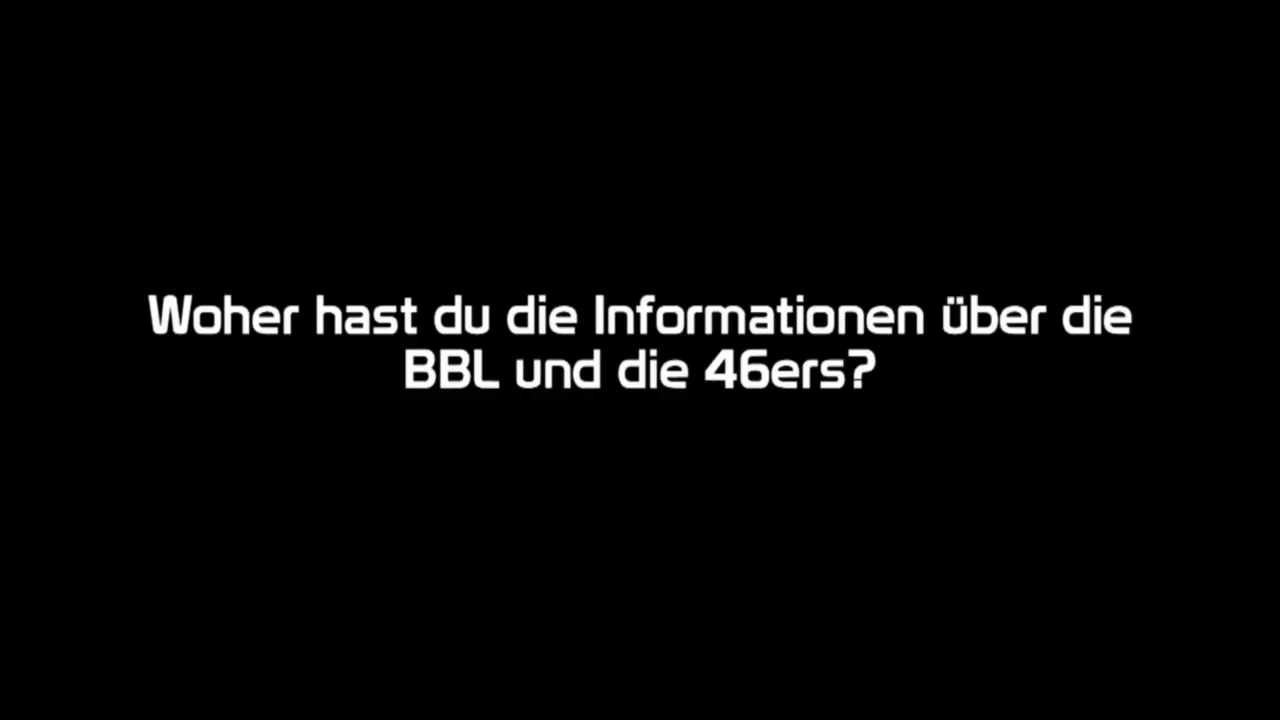 Woher hast du die Informationen über die
BBL und die 46ers?